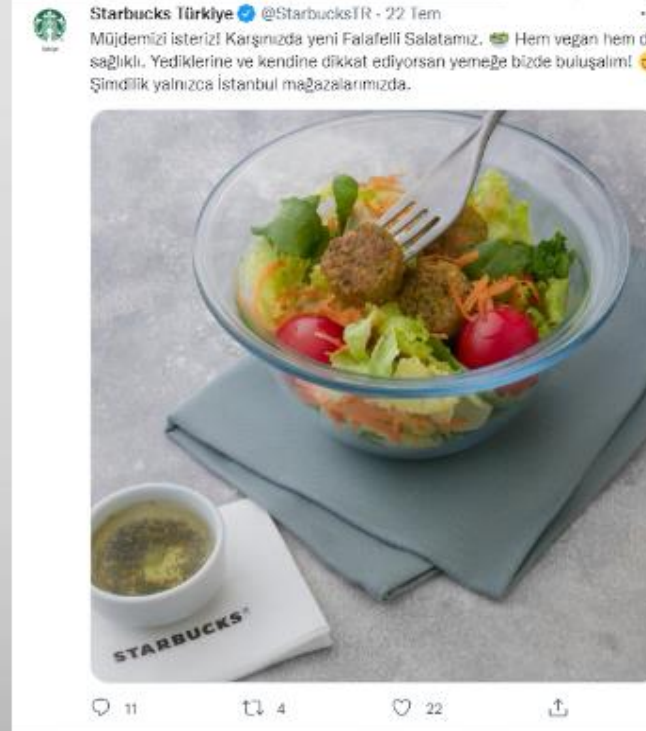 Starbucks Türkiye @StarbucksTR · 22 Tem
Müjdemizi isteriz! Karşınızda yeni Falafelli Salatamız. 🥗 Hem vegan hem d
sağlıklı. Yediklerine ve kendine dikkat ediyorsan yemeğe bizde buluşalım!
Şimdilik yalnızca İstanbul mağazalarımızda.
STARBUCKS®
11 4 22